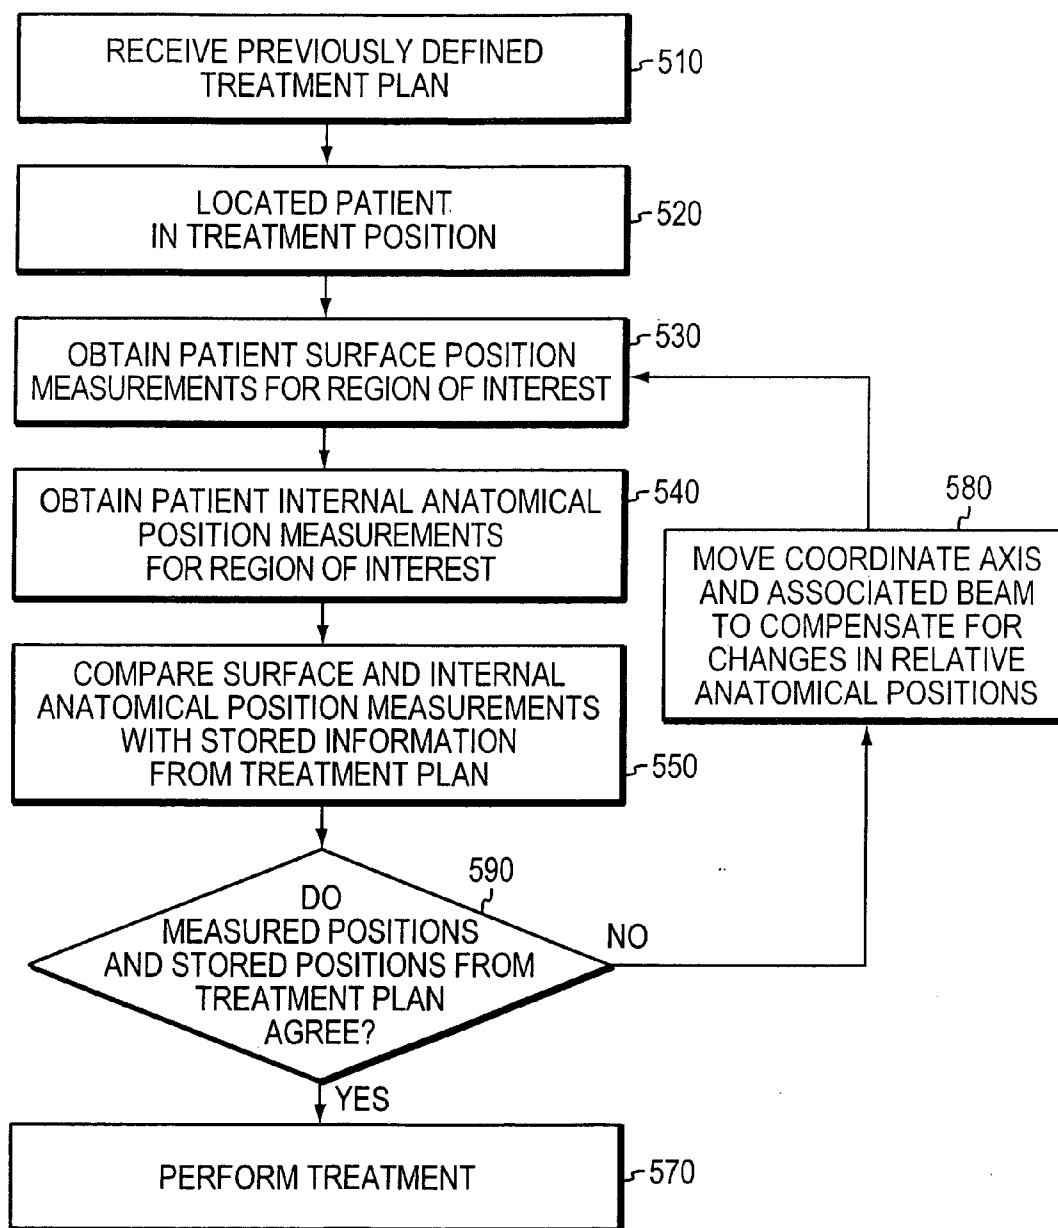 RECEIVE PREVIOUSLY DEFINED
TREATMENT PLAN
510
LOCATED PATIENT
IN TREATMENT POSITION
520
OBTAIN PATIENT SURFACE POSITION
MEASUREMENTS FOR REGION OF INTEREST
530
OBTAIN PATIENT INTERNAL ANATOMICAL
POSITION MEASUREMENTS
FOR REGION OF INTEREST
540
COMPARE SURFACE AND INTERNAL
ANATOMICAL POSITION MEASUREMENTS
WITH STORED INFORMATION
FROM TREATMENT PLAN
550
DO
MEASURED POSITIONS
AND STORED POSITIONS FROM
TREATMENT PLAN
AGREE?
590
NO
580
MOVE COORDINATE AXIS
AND ASSOCIATED BEAM
TO COMPENSATE FOR
CHANGES IN RELATIVE
ANATOMICAL POSITIONS
YES
PERFORM TREATMENT
570